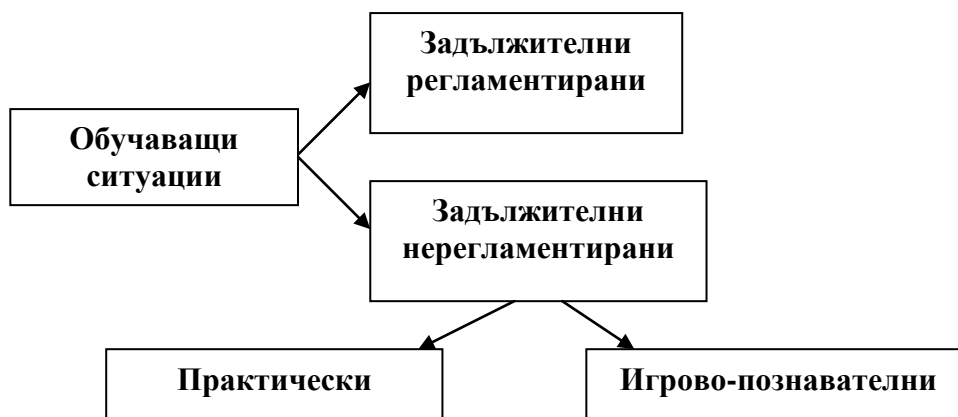 Задължителни
регламентирани
Обучаващи
ситуации
Задължителни
нерегламентирани
Практически
Игрово-познавателни